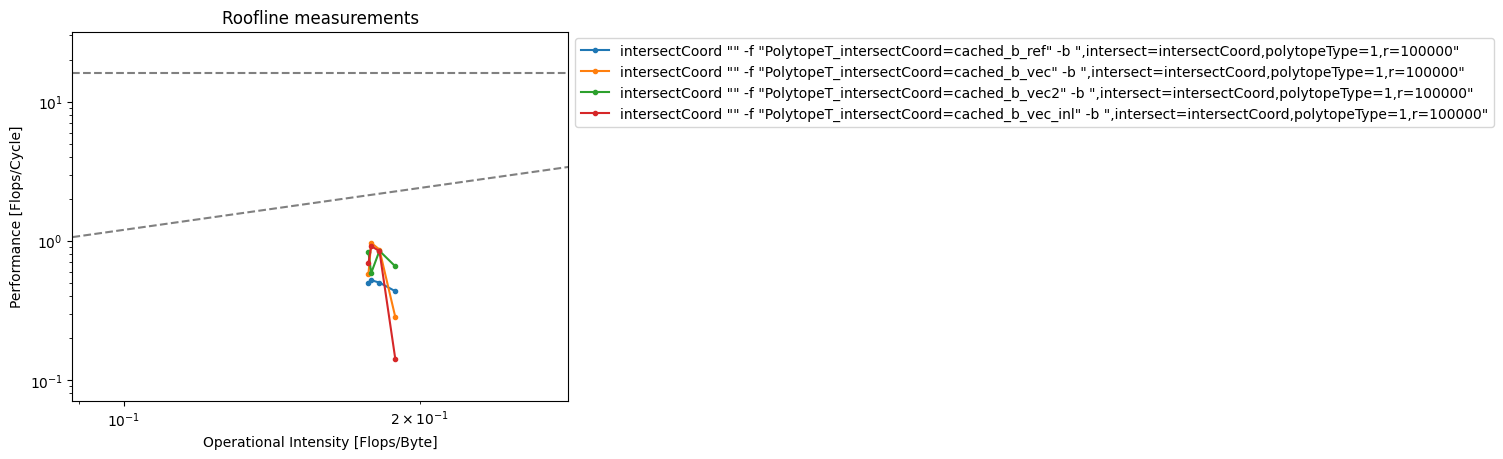 Roofline measurements
Performance [Flops/Cycle]
10^1
10^0
10^-1
10^-1
2 × 10^-1
Operational Intensity [Flops/Byte]
intersectCoord "" -f "PolytopeT_intersectCoord=cached_b_ref" -b ",intersect=intersectCoord,polytopeType=1,r=100000"
intersectCoord "" -f "PolytopeT_intersectCoord=cached_b_vec" -b ",intersect=intersectCoord,polytopeType=1,r=100000"
intersectCoord "" -f "PolytopeT_intersectCoord=cached_b_vec2" -b ",intersect=intersectCoord,polytopeType=1,r=100000"
intersectCoord "" -f "PolytopeT_intersectCoord=cached_b_vec_inl" -b ",intersect=intersectCoord,polytopeType=1,r=100000"